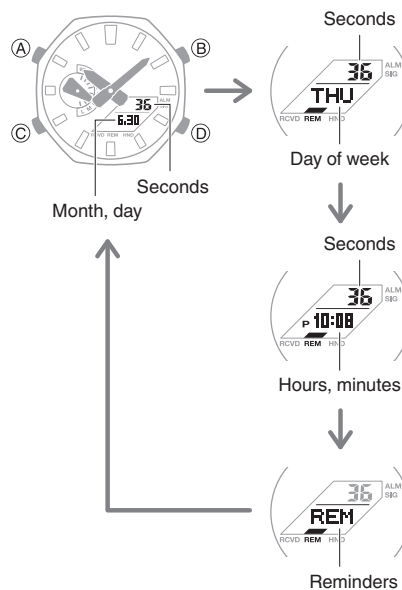 A
B
C
D
36
ALM
6.30
RCVD REM HND
Seconds
Month, day
Seconds
36
ALM
SIG
THU
RCVD REM HND
Day of week
Seconds
36
ALM
SIG
P 10:08
RCVD REM HND
Hours, minutes
36
ALM
SIG
REM
RCVD REM HND
Reminders